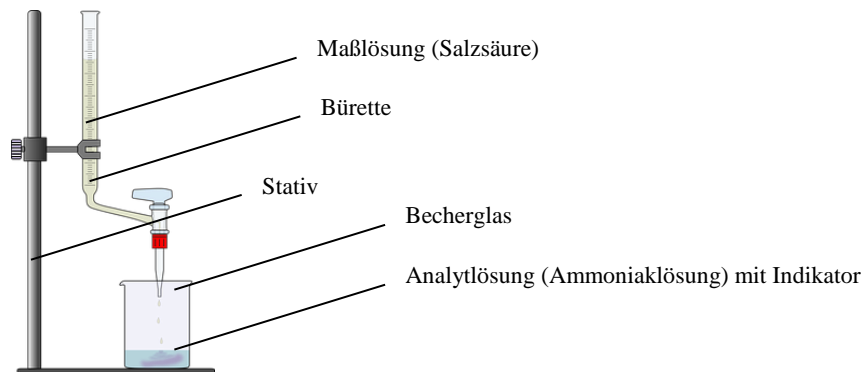 Maßlösung (Salzsäure)
Bürette
Stativ
Becherglas
Analytlösung (Ammoniaklösung) mit Indikator